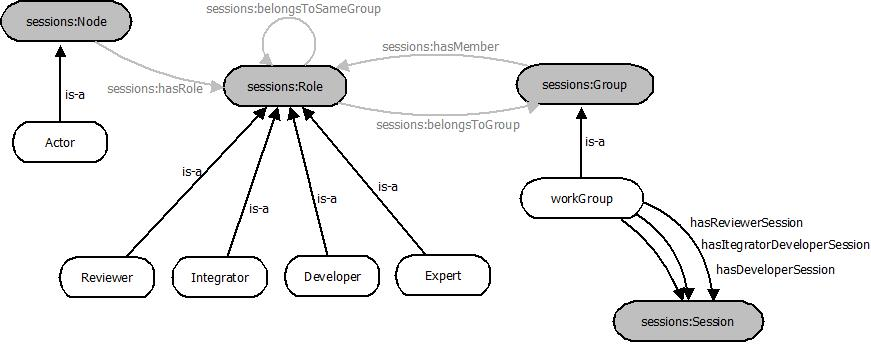 sessions:belongsToSameGroup
sessions:Node
sessions:hasMember
sessions:hasRole
sessions:Role
sessions:Group
is-a
sessions:belongsToGroup
Actor
is-a
is-a
is-a
is-a
is-a
workGroup
hasReviewerSession
hasItegratorDeveloperSession
hasDeveloperSession
Reviewer
Integrator
Developer
Expert
sessions:Session